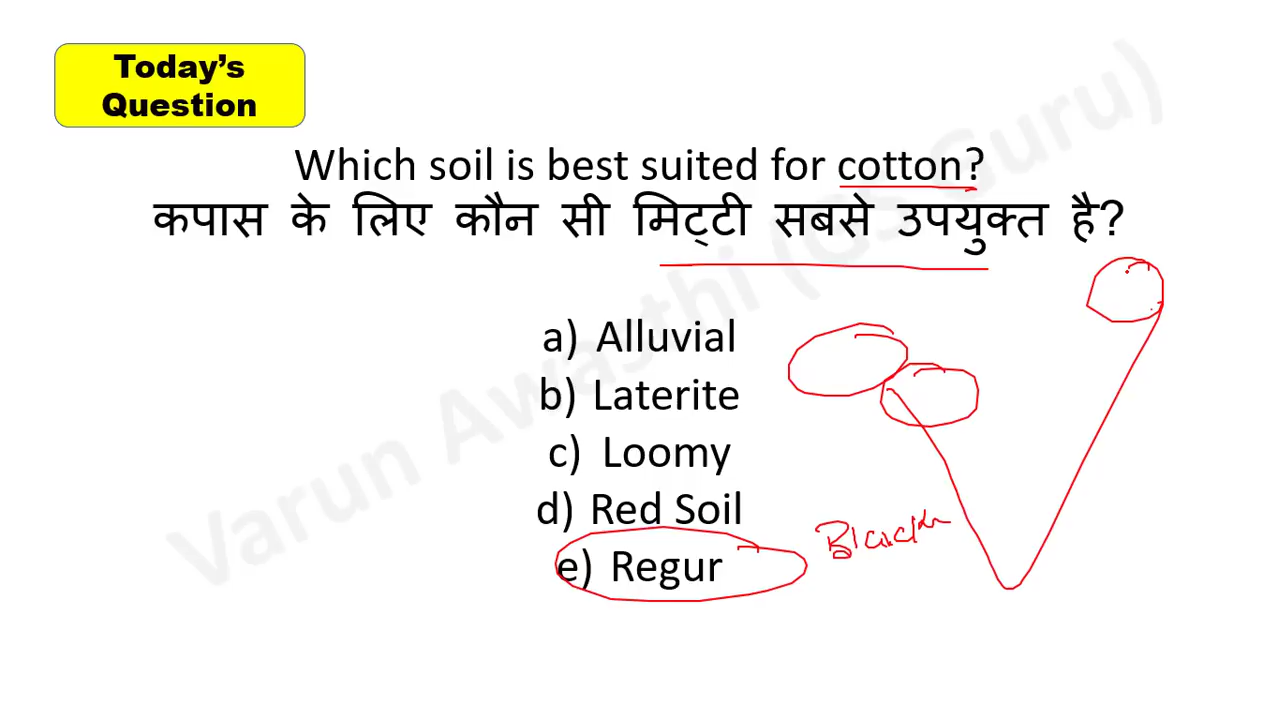 Today's
Question
Which soil is best suited for cotton?
कपास के लिए कौन सी मिट्टी सबसे उपयुक्त है?
a) Alluvial
b) Laterite
c) Loomy
d) Red Soil
e) Regur
Black
Varun Awasthi (GS Guru)